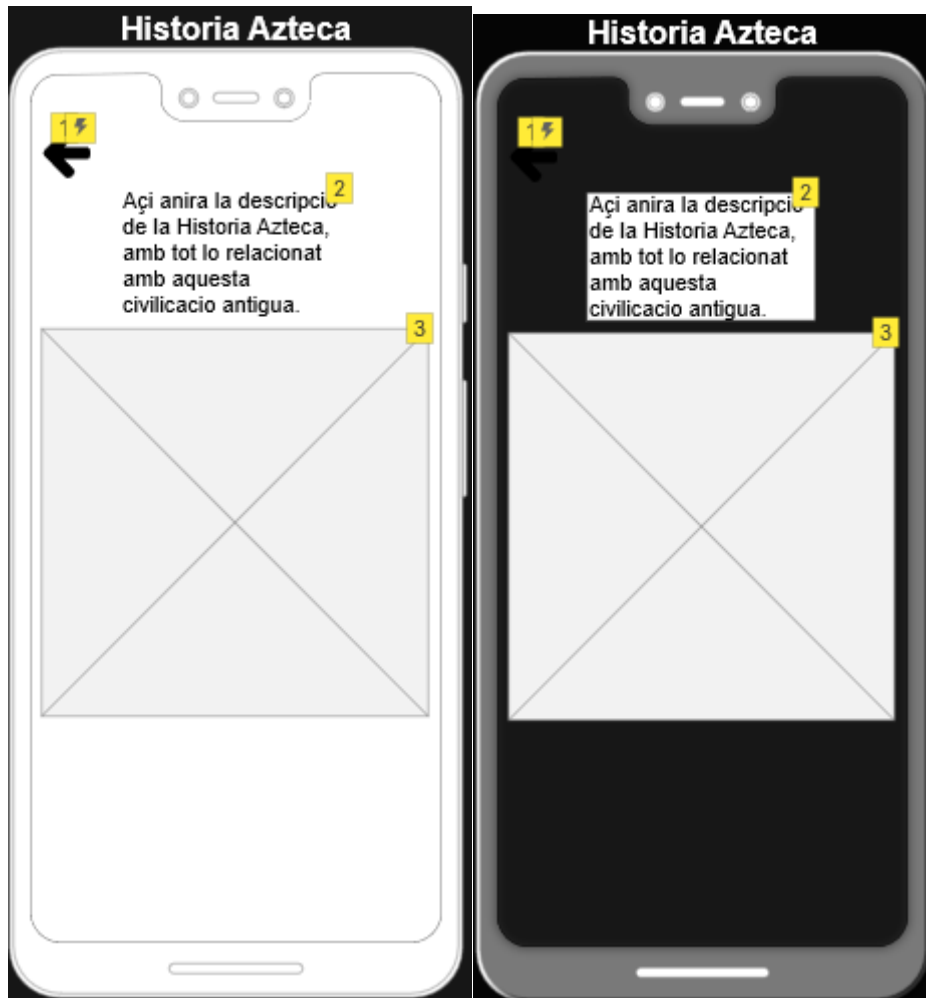 Historia Azteca
1
2
Açi anira la descripcio
de la Historia Azteca,
amb tot lo relacionat
amb aquesta
civilicacio antigua.
3
Historia Azteca
1
2
Açi anira la descripcio
de la Historia Azteca,
amb tot lo relacionat
amb aquesta
civilicacio antigua.
3